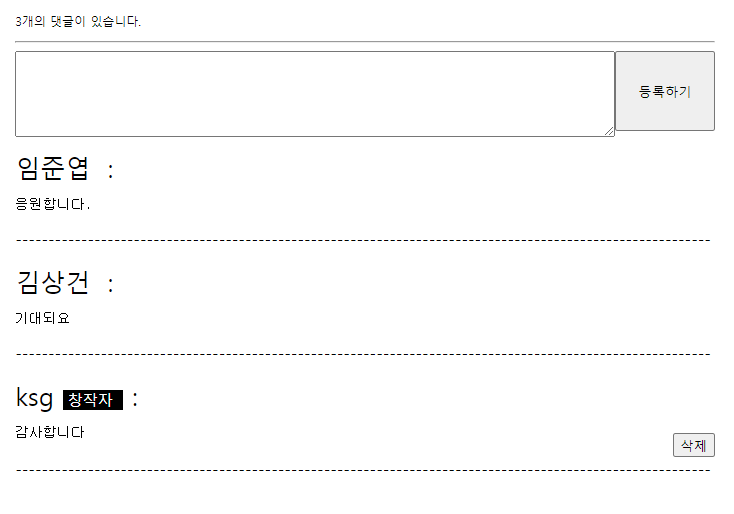 3개의 댓글이 있습니다.
등록하기
임준엽 :
응원합니다.
김상건 :
기대되요
ksg 창작자 :
감사합니다
삭제